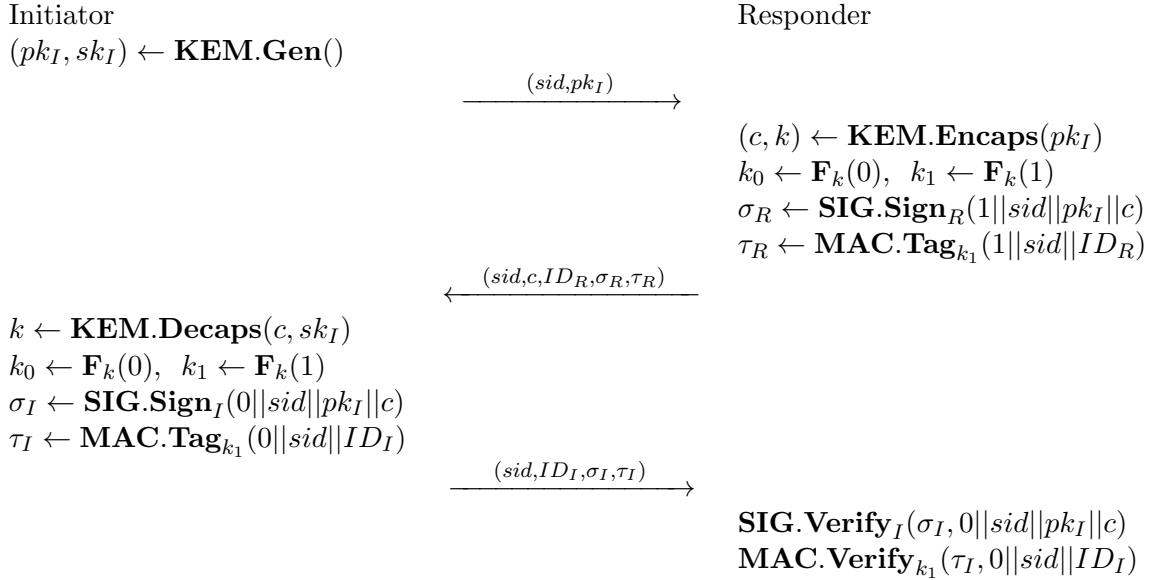 Initiator Responder
(pk_I, sk_I) ← KEM.Gen()
(sid,pk_I)
(c, k) ← KEM.Encaps(pk_I)
k_0 ← F_k(0), k_1 ← F_k(1)
σ_R ← SIG.Sign_R(1||sid||pk_I||c)
τ_R ← MAC.Tag_{k_1}(1||sid||ID_R)
(sid,c,ID_R,σ_R,τ_R)
k ← KEM.Decaps(c, sk_I)
k_0 ← F_k(0), k_1 ← F_k(1)
σ_I ← SIG.Sign_I(0||sid||pk_I||c)
τ_I ← MAC.Tag_{k_1}(0||sid||ID_I)
(sid,ID_I,σ_I,τ_I)
SIG.Verify_I(σ_I, 0||sid||pk_I||c)
MAC.Verify_{k_1}(τ_I, 0||sid||ID_I)